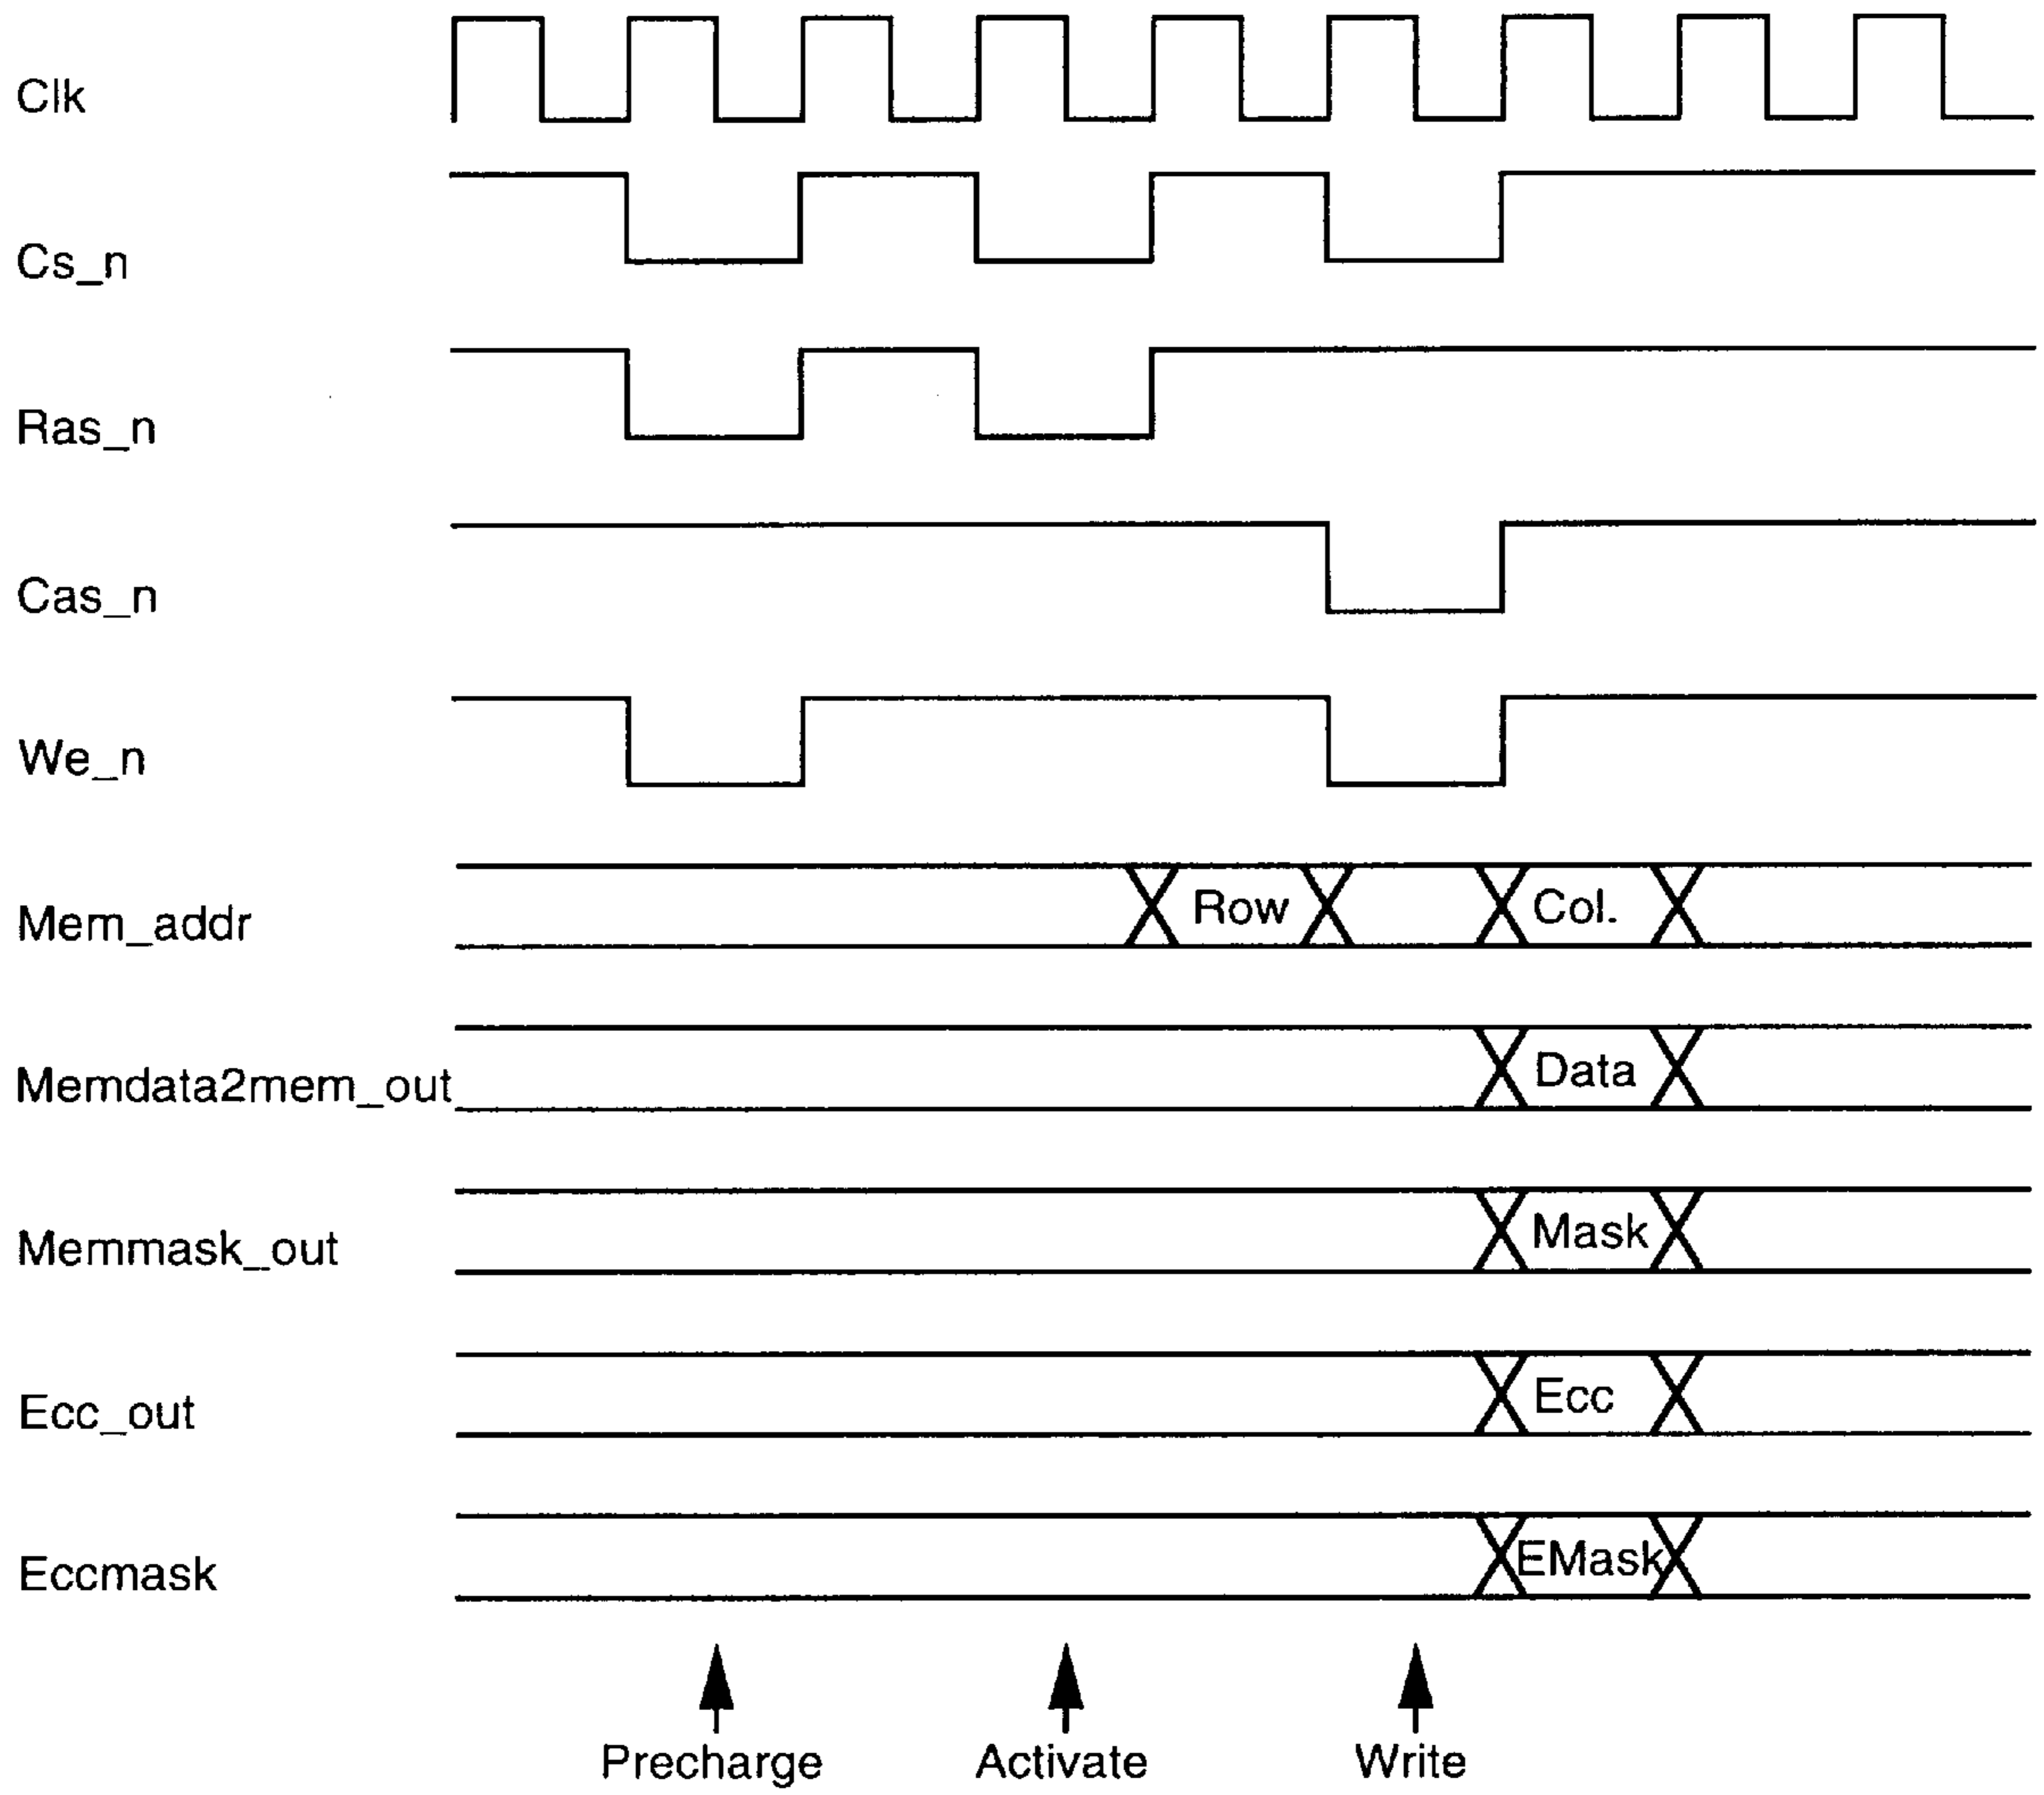 Clk
Cs_n
Ras_n
Cas_n
We_n
Mem_addr Row Col.
Memdata2mem_out Data
Memmask_out Mask
Ecc_out Ecc
Eccmask EMask
Precharge Activate Write